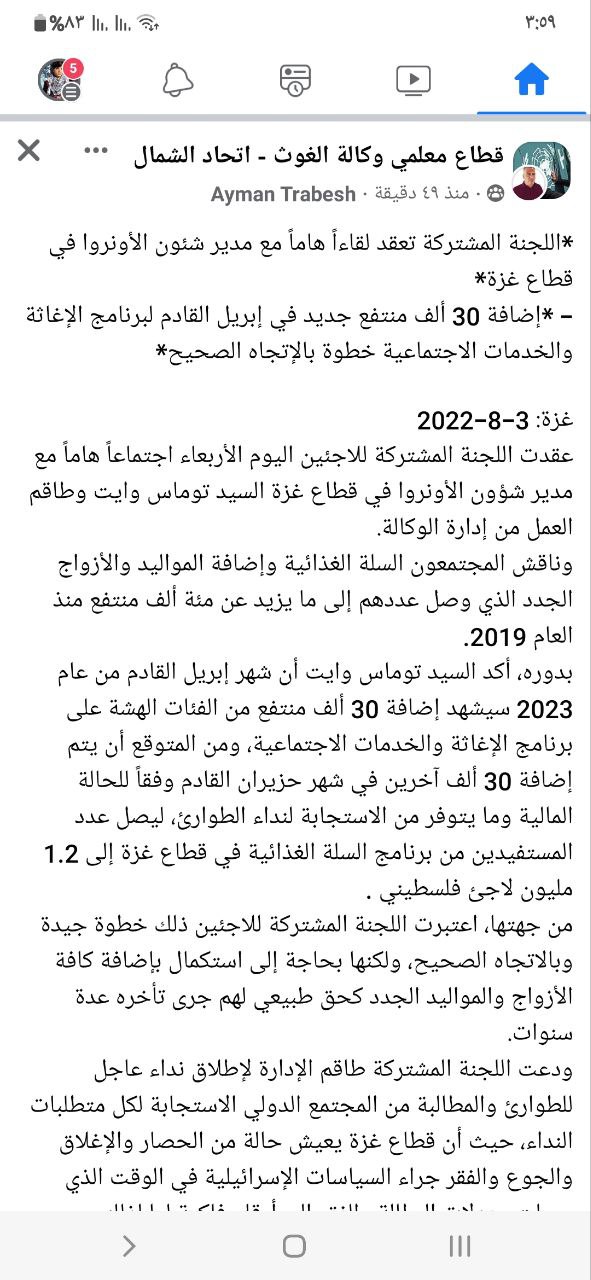 %٨٣
٣:٥٩
5
قطاع معلمي وكالة الغوث - اتحاد الشمال
Ayman Trabesh · منذ ٤٩ دقيقة ·
*اللجنة المشتركة تعقد لقاءاً هاماً مع مدير شئون الأونروا في
قطاع غزة*
– *إضافة 30 ألف منتفع جديد في إبريل القادم لبرنامج الإغاثة
والخدمات الاجتماعية خطوة بالإتجاه الصحيح*
غزة: 3-8-2022
عقدت اللجنة المشتركة للاجئين اليوم الأربعاء اجتماعاً هاماً مع
مدير شؤون الأونروا في قطاع غزة السيد توماس وايت وطاقم
العمل من إدارة الوكالة.
وناقش المجتمعون السلة الغذائية وإضافة المواليد والأزواج
الجدد الذي وصل عددهم إلى ما يزيد عن مئة ألف منتفع منذ
العام 2019.
بدوره، أكد السيد توماس وايت أن شهر إبريل القادم من عام
2023 سيشهد إضافة 30 ألف منتفع من الفئات الهشة على
برنامج الإغاثة والخدمات الاجتماعية، ومن المتوقع أن يتم
إضافة 30 ألف آخرين في شهر حزيران القادم وفقاً للحالة
المالية وما يتوفر من الاستجابة لنداء الطوارئ، ليصل عدد
المستفيدين من برنامج السلة الغذائية في قطاع غزة إلى 1.2
مليون لاجئ فلسطيني .
من جهتها، اعتبرت اللجنة المشتركة للاجئين ذلك خطوة جيدة
وبالاتجاه الصحيح، ولكنها بحاجة إلى استكمال بإضافة كافة
الأزواج والمواليد الجدد كحق طبيعي لهم جرى تأخره عدة
سنوات.
ودعت اللجنة المشتركة طاقم الإدارة لإطلاق نداء عاجل
للطوارئ والمطالبة من المجتمع الدولي الاستجابة لكل متطلبات
النداء، حيث أن قطاع غزة يعيش حالة من الحصار والإغلاق
والجوع والفقر جراء السياسات الإسرائيلية في الوقت الذي